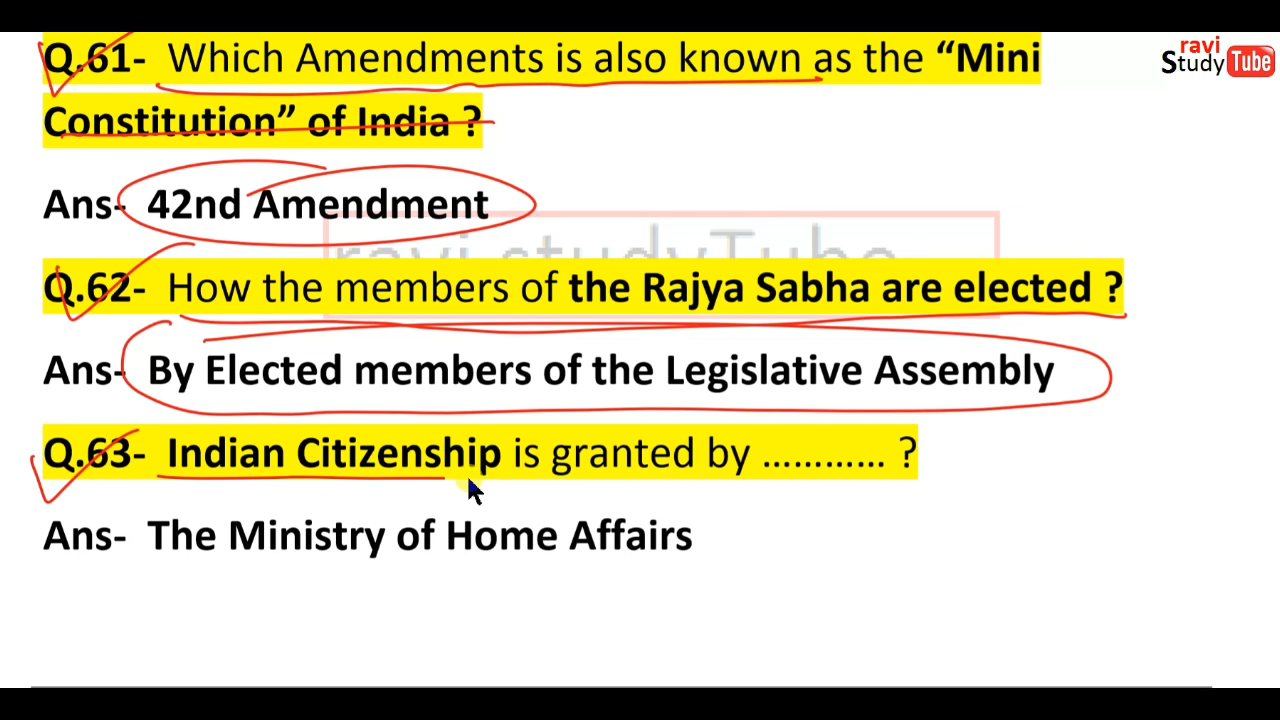 Q.61- Which Amendments is also known as the “Mini
Constitution” of India ?
ravi
Study Tube
Ans- 42nd Amendment
ravi studyTube
Q.62- How the members of the Rajya Sabha are elected ?
Ans- By Elected members of the Legislative Assembly
Q.63- Indian Citizenship is granted by ………… ?
Ans- The Ministry of Home Affairs